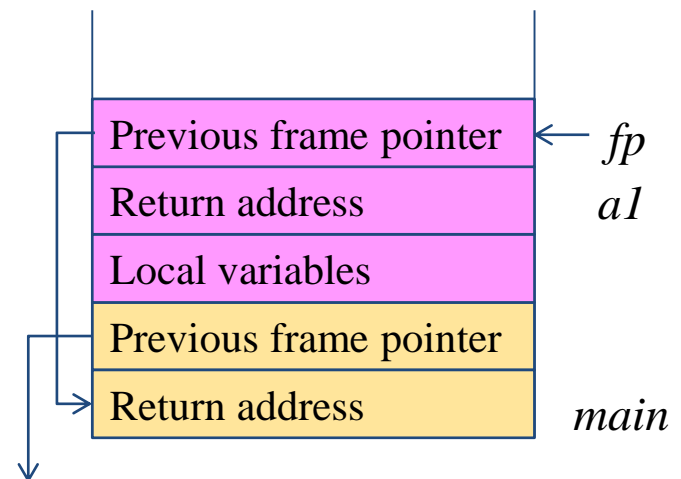 Previous frame pointer
fp
Return address
a1
Local variables
Previous frame pointer
Return address
main